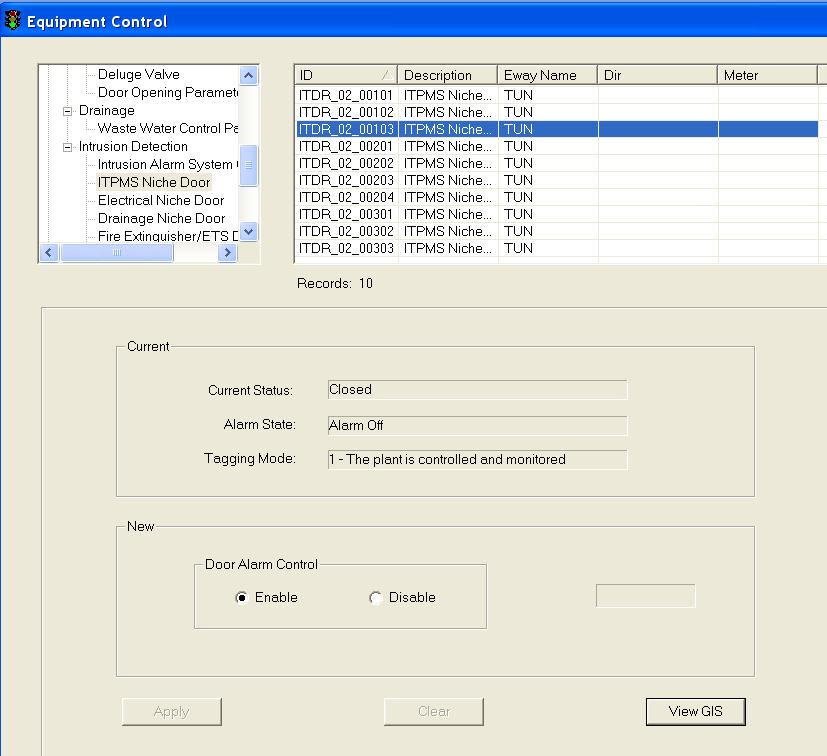 Equipment Control
Deluge Valve
Door Opening Paramete
Drainage
Waste Water Control Pa
Intrusion Detection
Intrusion Alarm System
ITPMS Niche Door
Electrical Niche Door
Drainage Niche Door
Fire Extinguisher/ETS D
ID Description Eway Name Dir Meter
ITDR_02_00101 ITPMS Niche... TUN
ITDR_02_00102 ITPMS Niche... TUN
ITDR_02_00103 ITPMS Niche... TUN
ITDR_02_00201 ITPMS Niche... TUN
ITDR_02_00202 ITPMS Niche... TUN
ITDR_02_00203 ITPMS Niche... TUN
ITDR_02_00204 ITPMS Niche... TUN
ITDR_02_00301 ITPMS Niche... TUN
ITDR_02_00302 ITPMS Niche... TUN
ITDR_02_00303 ITPMS Niche... TUN
Records: 10
Current
Current Status: Closed
Alarm State: Alarm Off
Tagging Mode: 1 - The plant is controlled and monitored
New
Door Alarm Control
Enable Disable
Apply Clear View GIS